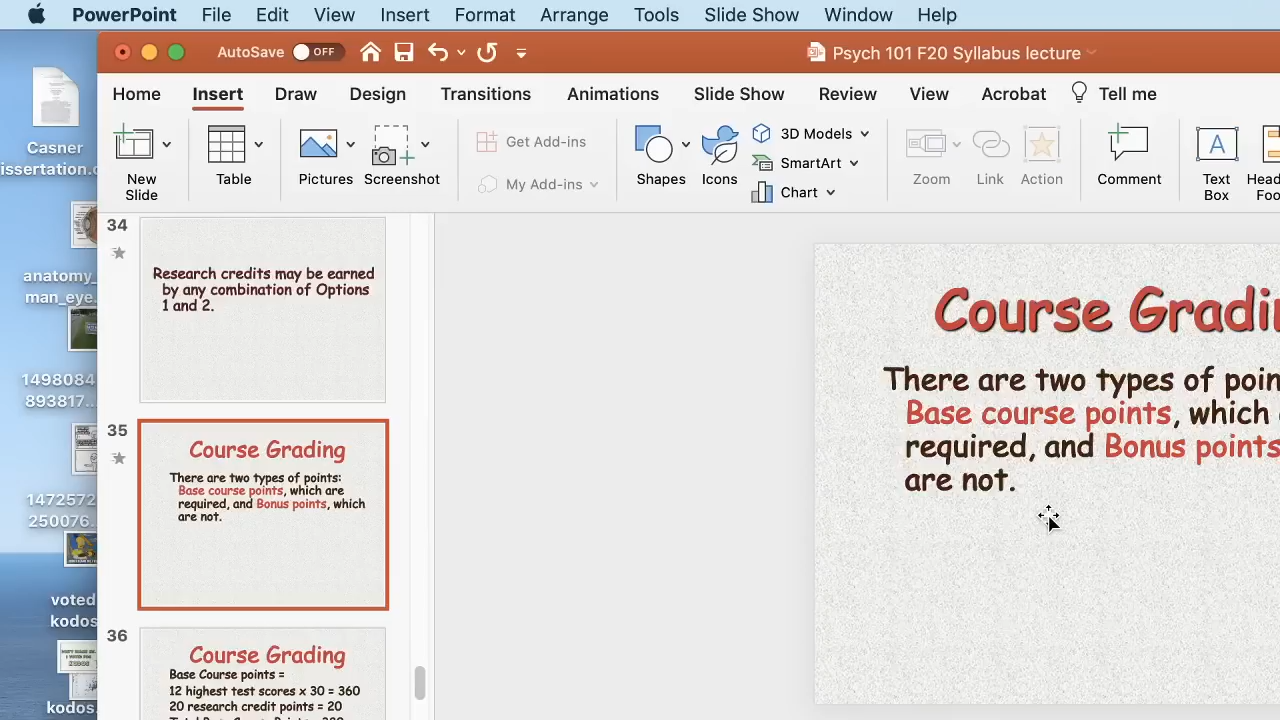 PowerPoint File Edit View Insert Format Arrange Tools Slide Show Window Help
AutoSave OFF Psych 101 F20 Syllabus lecture
Home Insert Draw Design Transitions Animations Slide Show Review View Acrobat Tell me
New Slide
Table
Pictures
Screenshot
Get Add-ins
My Add-ins
Shapes
Icons
3D Models
SmartArt
Chart
Zoom
Link
Action
Comment
A
Text Box
Casner
anatomy_
man_eye.
1498084
893817...
1472572
250076...
voted
kodos
kodos.
34
Research credits may be earned
by any combination of Options
1 and 2.
35
Course Grading
There are two types of points:
Base course points, which are
required, and Bonus points, which
are not.
36
Course Grading
Base Course points =
12 highest test scores x 30 = 360
20 research credit points = 20
Course
There are two types of
Base course points, which
required, and Bonus points
are not.